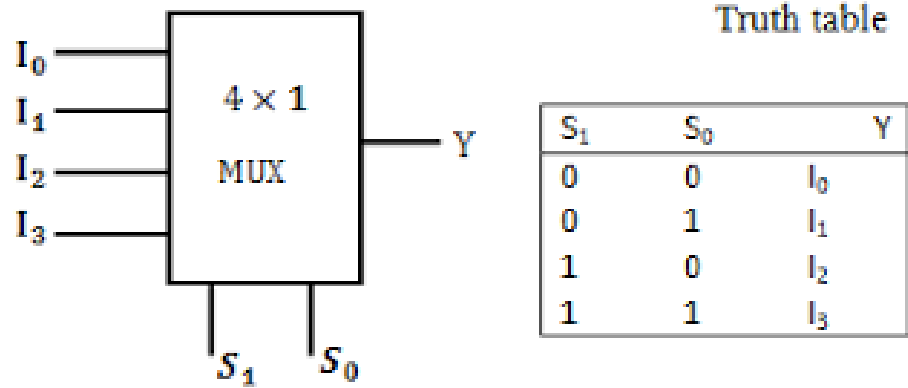 Truth table
I₀
I₁
I₂
I₃
4 × 1
MUX
Y
S₁
S₀
S₁ S₀ Y
0 0 I₀
0 1 I₁
1 0 I₂
1 1 I₃